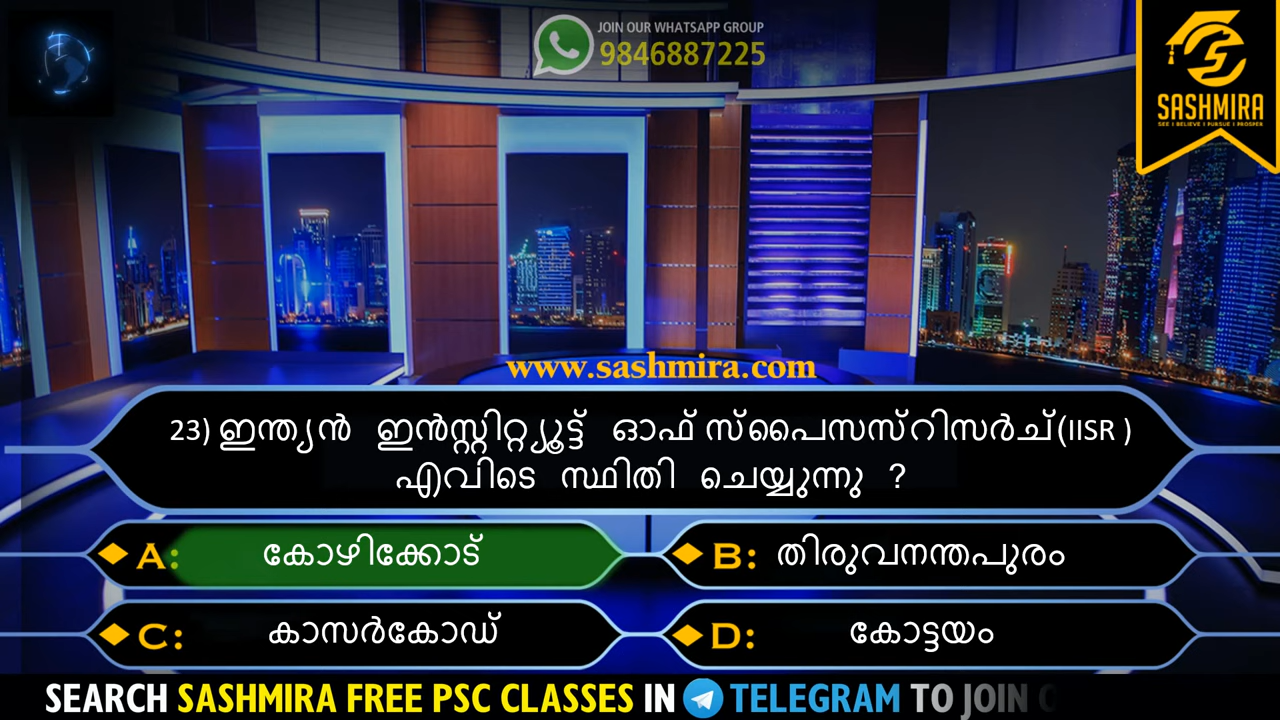 JOIN OUR WHATSAPP GROUP
9846887225
SASHMIRA
SEE I BELIEVE I PURSUE I PROSPER
www.sashmira.com
23) ഇന്ത്യൻ ഇൻസ്റ്റിറ്റ്യൂട്ട് ഓഫ് സ്പൈസസ്റിസർച്(IISR )
എവിടെ സ്ഥിതി ചെയ്യുന്നു ?
A: കോഴിക്കോട്
B: തിരുവനന്തപുരം
C: കാസർകോഡ്
D: കോട്ടയം
SEARCH SASHMIRA FREE PSC CLASSES IN TELEGRAM TO JOIN